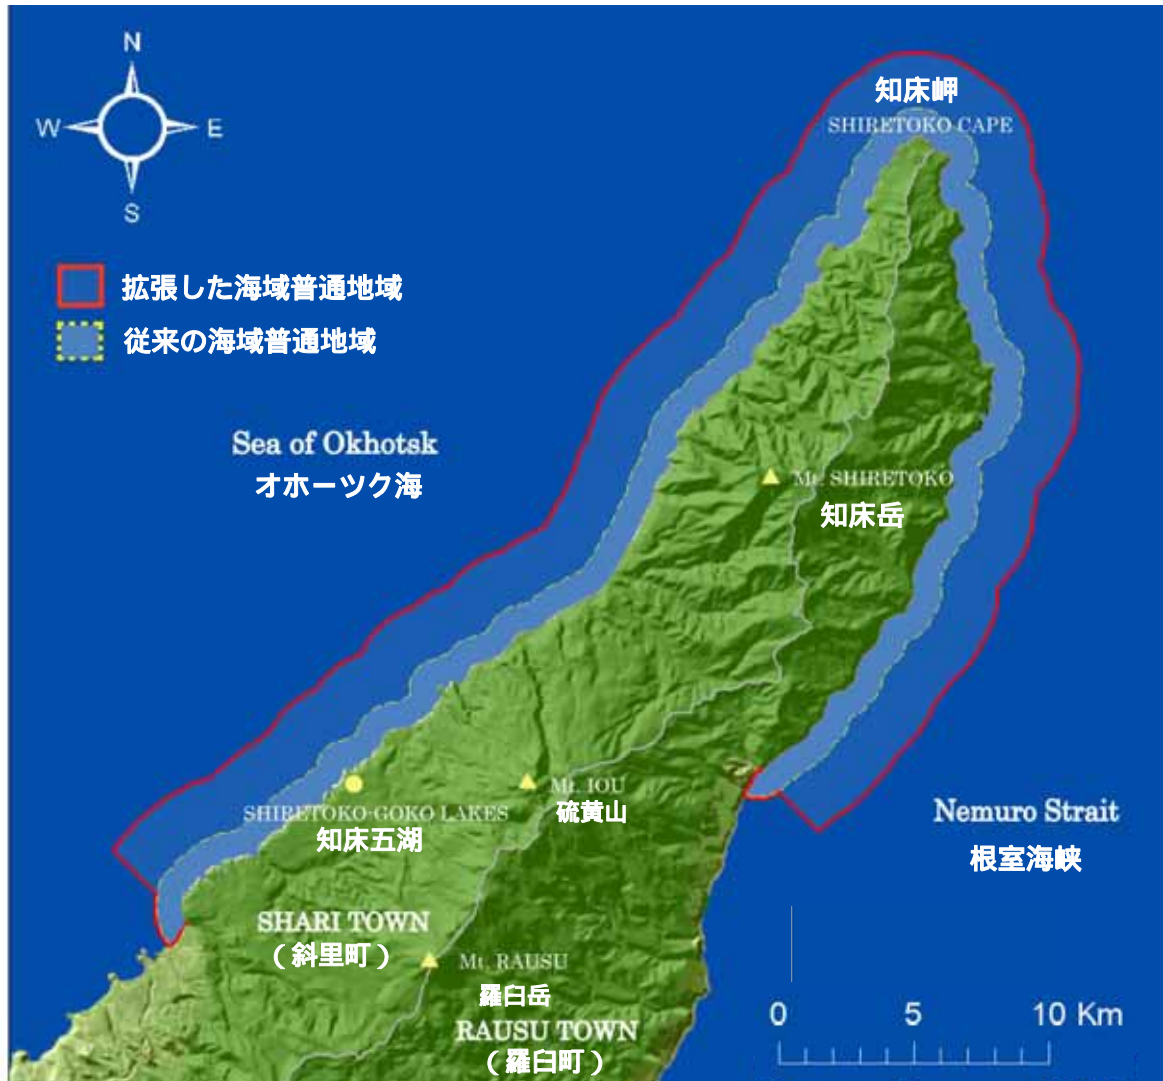 N
W E
S
知床岬
SHIRETOKO CAPE
拡張した海域普通地域
従来の海域普通地域
Sea of Okhotsk
オホーツク海
Mt. SHIRETOKO
知床岳
Mt. IOU
硫黄山
SHIRETOKO-GOKO LAKES
知床五湖
Nemuro Strait
根室海峡
SHARI TOWN
（斜里町）
Mt. RAUSU
羅臼岳
RAUSU TOWN
（羅臼町）
0 5 10 Km